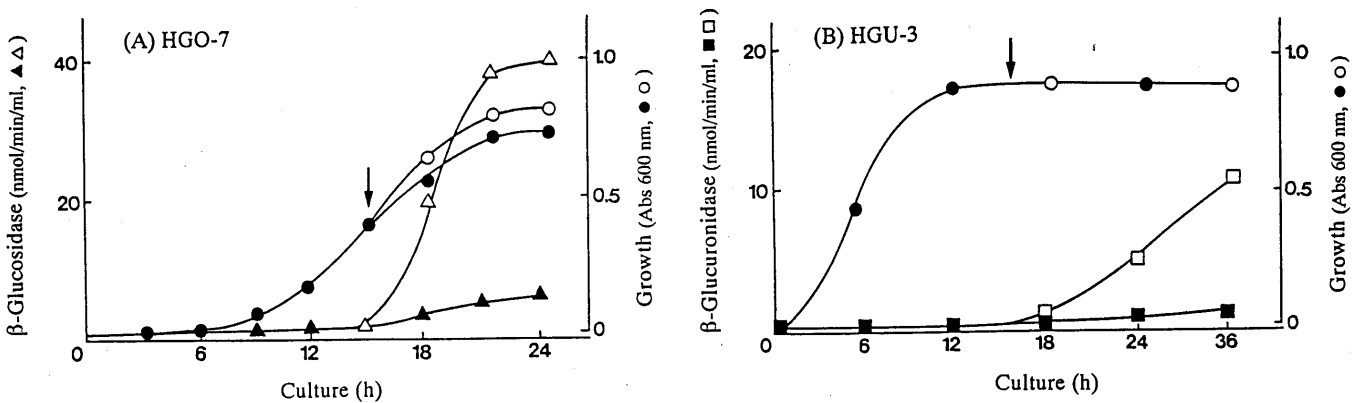 (A) HGO-7
β-Glucosidase (nmol/min/ml, ▲ △)
40
20
1.0
0.5
0
Growth (Abs 600 nm, ● ○)
0 6 12 18 24
Culture (h)
(B) HGU-3
β-Glucuronidase (nmol/min/ml, ■ □)
20
10
0
1.0
0.5
0
Growth (Abs 600 nm, ● ○)
0 6 12 18 24 36
Culture (h)